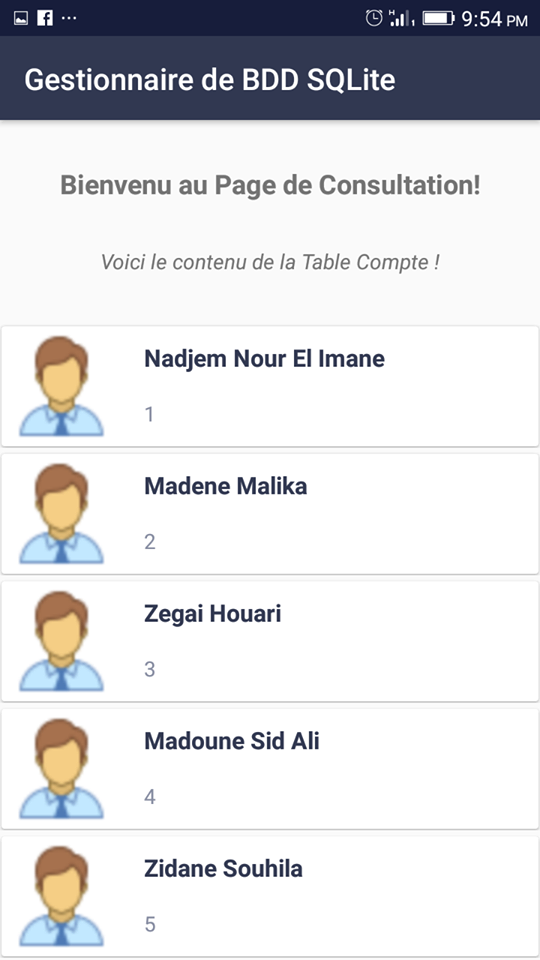 9:54 PM
Gestionnaire de BDD SQLite
Bienvenu au Page de Consultation!
Voici le contenu de la Table Compte !
Nadjem Nour El Imane
1
Madene Malika
2
Zegai Houari
3
Madoune Sid Ali
4
Zidane Souhila
5